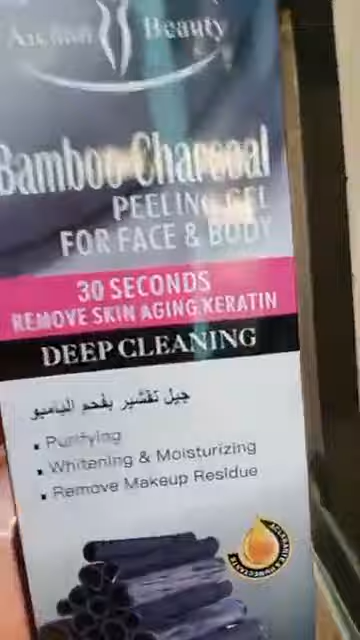 Aichun Beauty
Bamboo Charcoal
PEELING GEL
FOR FACE & BODY
30 SECONDS
REMOVE SKIN AGING KERATIN
DEEP CLEANING
جيل تقشير بفحم البامبو
• Purifying
• Whitening & Moisturizing
• Remove Makeup Residue